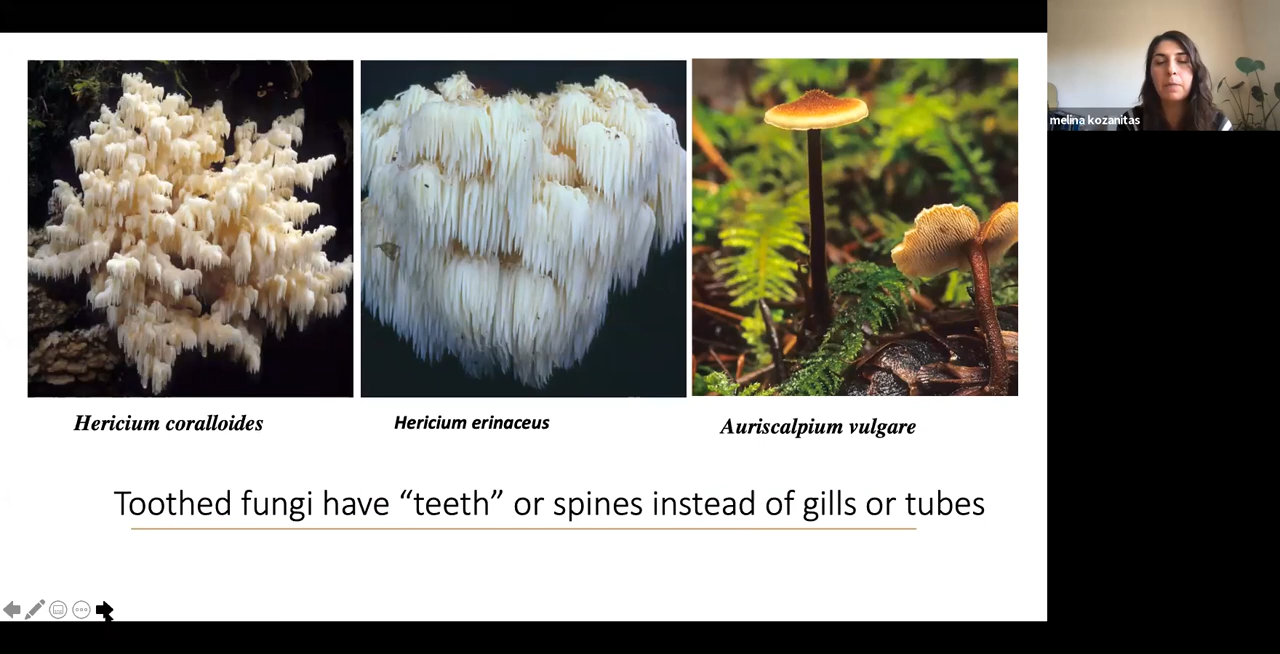 melina kozanitas
Hericium coralloides
Hericium erinaceus
Auriscalpium vulgare
Toothed fungi have “teeth” or spines instead of gills or tubes